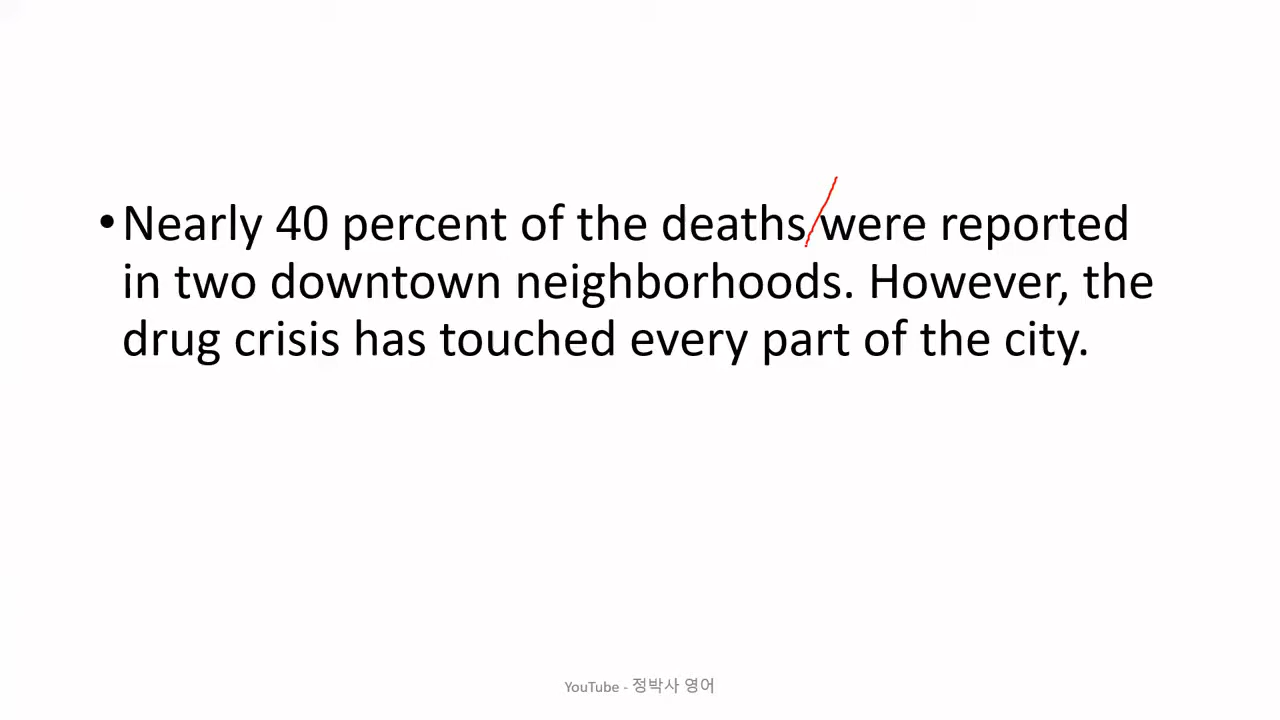 •Nearly 40 percent of the deaths were reported
in two downtown neighborhoods. However, the
drug crisis has touched every part of the city.
YouTube - 정박사 영어